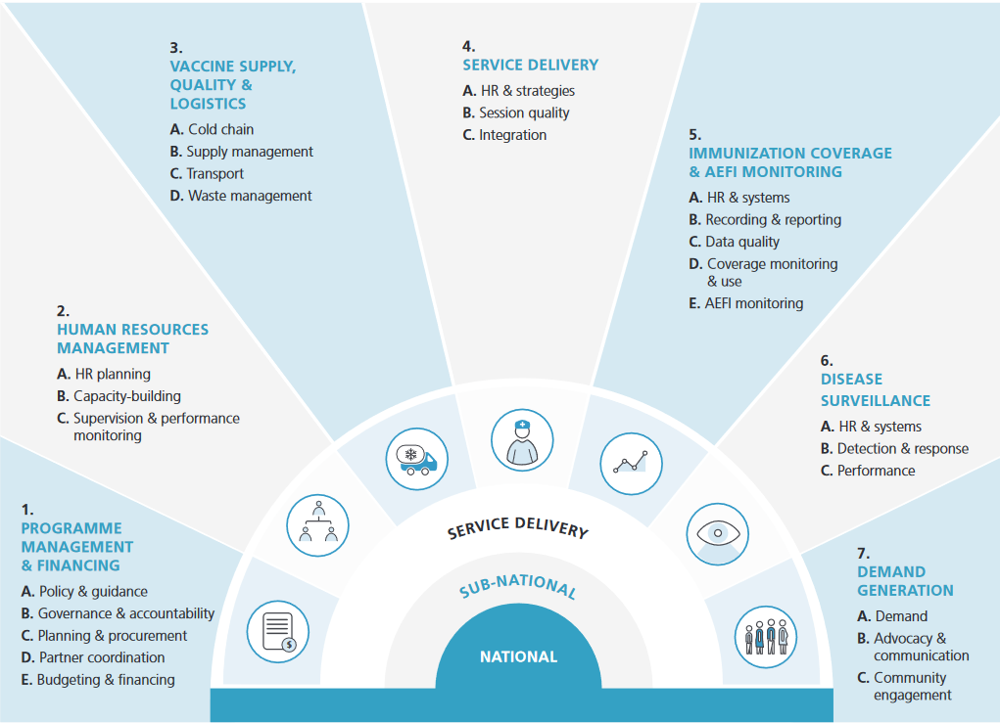 1.
PROGRAMME
MANAGEMENT
& FINANCING
A. Policy & guidance
B. Governance & accountability
C. Planning & procurement
D. Partner coordination
E. Budgeting & financing
2.
HUMAN RESOURCES
MANAGEMENT
A. HR planning
B. Capacity-building
C. Supervision & performance
monitoring
3.
VACCINE SUPPLY,
QUALITY &
LOGISTICS
A. Cold chain
B. Supply management
C. Transport
D. Waste management
4.
SERVICE DELIVERY
A. HR & strategies
B. Session quality
C. Integration
5.
IMMUNIZATION COVERAGE
& AEFI MONITORING
A. HR & systems
B. Recording & reporting
C. Data quality
D. Coverage monitoring
& use
E. AEFI monitoring
6.
DISEASE
SURVEILLANCE
A. HR & systems
B. Detection & response
C. Performance
7.
DEMAND
GENERATION
A. Demand
B. Advocacy &
communication
C. Community
engagement
$
SERVICE DELIVERY
SUB-NATIONAL
NATIONAL